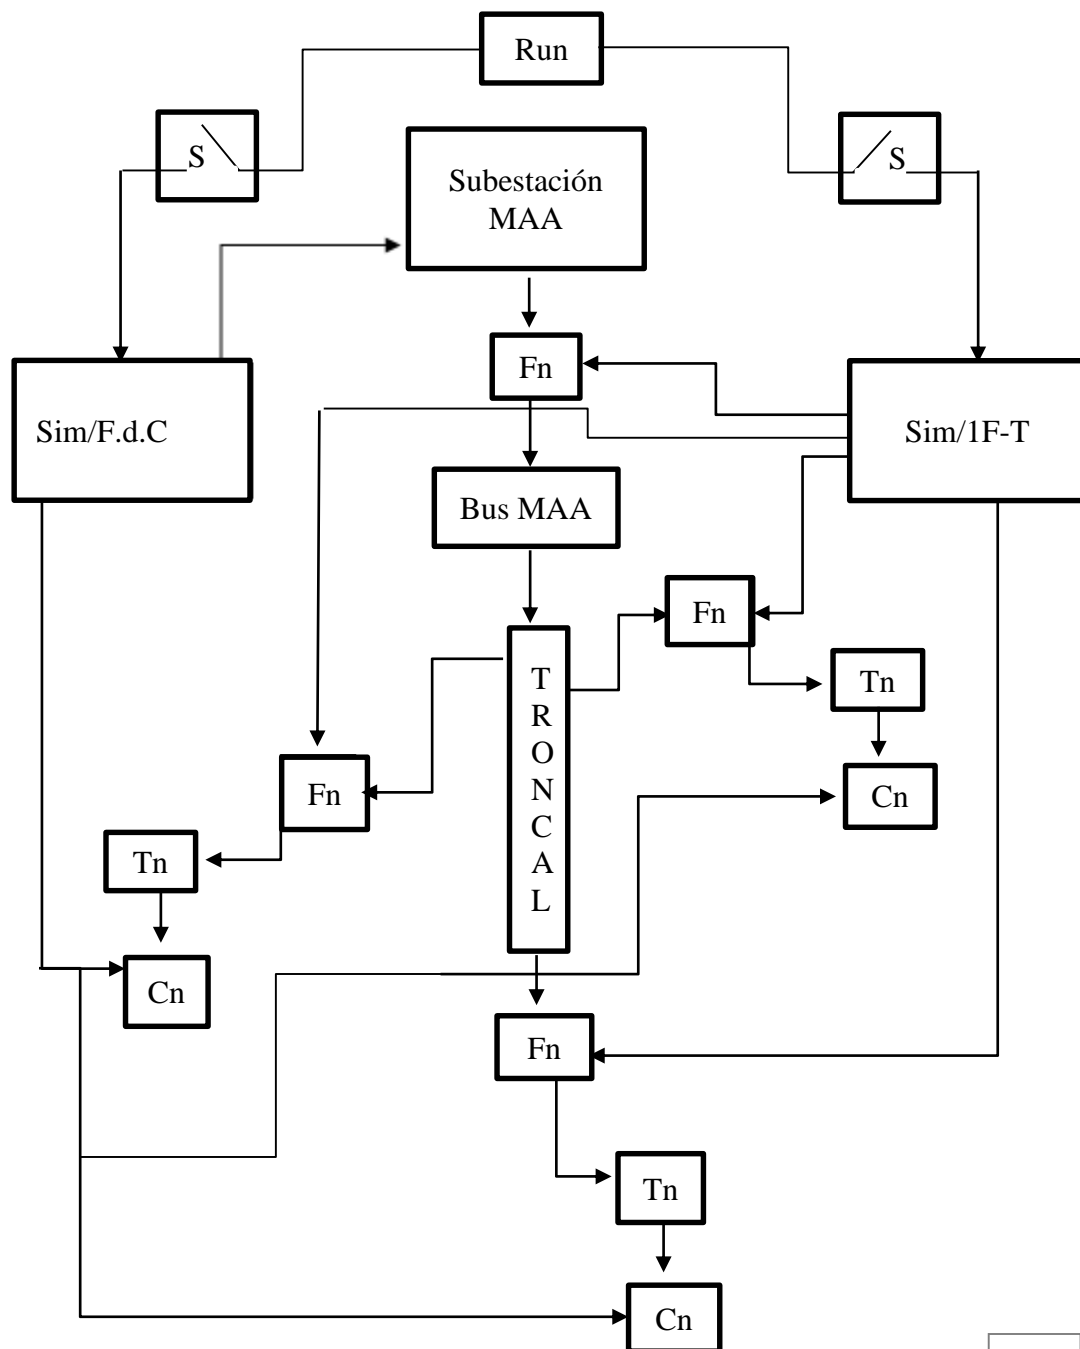 Run
S
S
Subestación
MAA
Fn
Sim/F.d.C
Sim/1F-T
Bus MAA
Fn
T
R
O
N
C
A
L
Tn
Fn
Cn
Tn
Cn
Fn
Tn
Cn